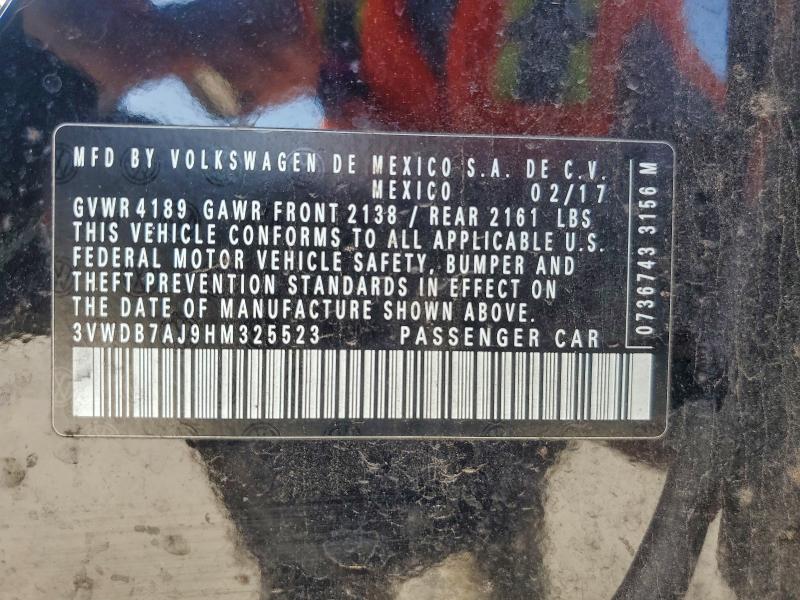 MFD BY VOLKSWAGEN DE MEXICO S.A. DE C.V.
MEXICO 02/17
GVWR 4189 GAWR FRONT 2138 / REAR 2161 LBS
THIS VEHICLE CONFORMS TO ALL APPLICABLE U.S.
FEDERAL MOTOR VEHICLE SAFETY, BUMPER AND
THEFT PREVENTION STANDARDS IN EFFECT ON
THE DATE OF MANUFACTURE SHOWN ABOVE.
3VWDB7AJ9HM325523 PASSENGER CAR
0736743 3156 M